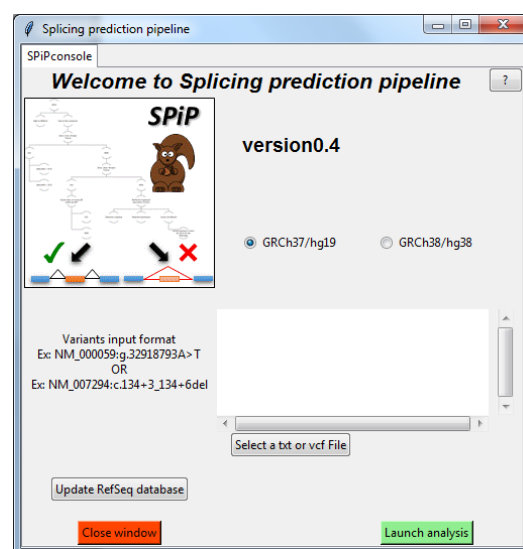 Splicing prediction pipeline
SPiPconsole
Welcome to Splicing prediction pipeline
?
SPiP
version0.4
GRCh37/hg19
GRCh38/hg38
Variants input format
Ex: NM_000059:g.32918793A>T
OR
Ex: NM_007294:c.134+3_134+6del
Select a txt or vcf File
Update RefSeq database
Close window
Launch analysis